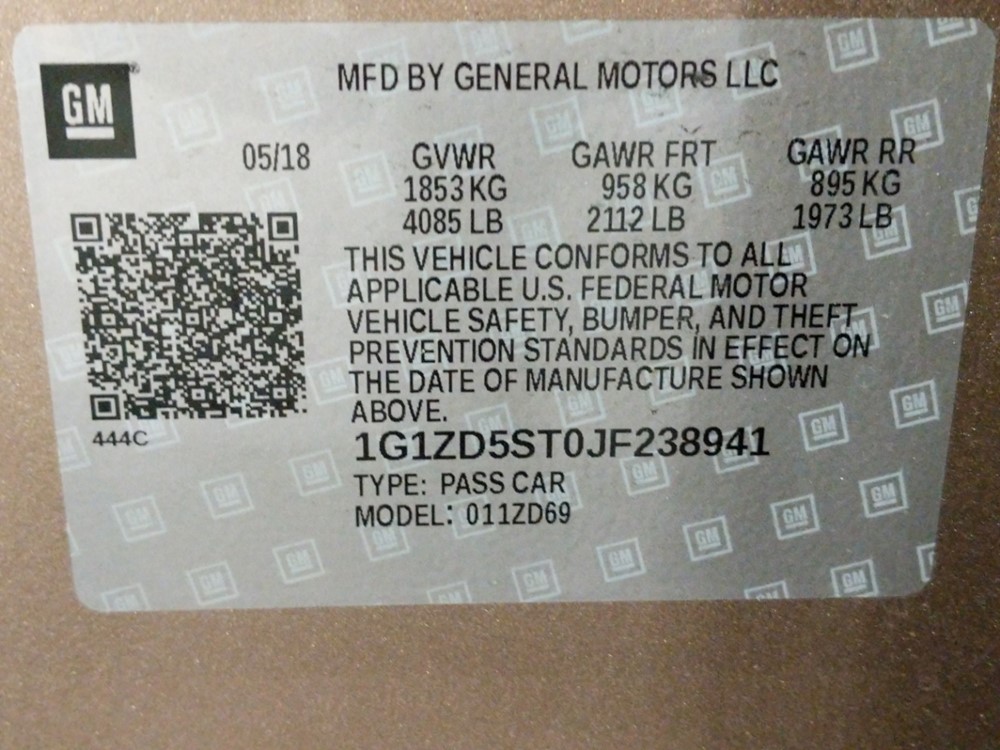 GM
MFD BY GENERAL MOTORS LLC
05/18 GVWR GAWR FRT GAWR RR
1853 KG 958 KG 895 KG
4085 LB 2112 LB 1973 LB
THIS VEHICLE CONFORMS TO ALL
APPLICABLE U.S. FEDERAL MOTOR
VEHICLE SAFETY, BUMPER, AND THEFT
PREVENTION STANDARDS IN EFFECT ON
THE DATE OF MANUFACTURE SHOWN
ABOVE.
444C
1G1ZD5ST0JF238941
TYPE: PASS CAR
MODEL: 011ZD69